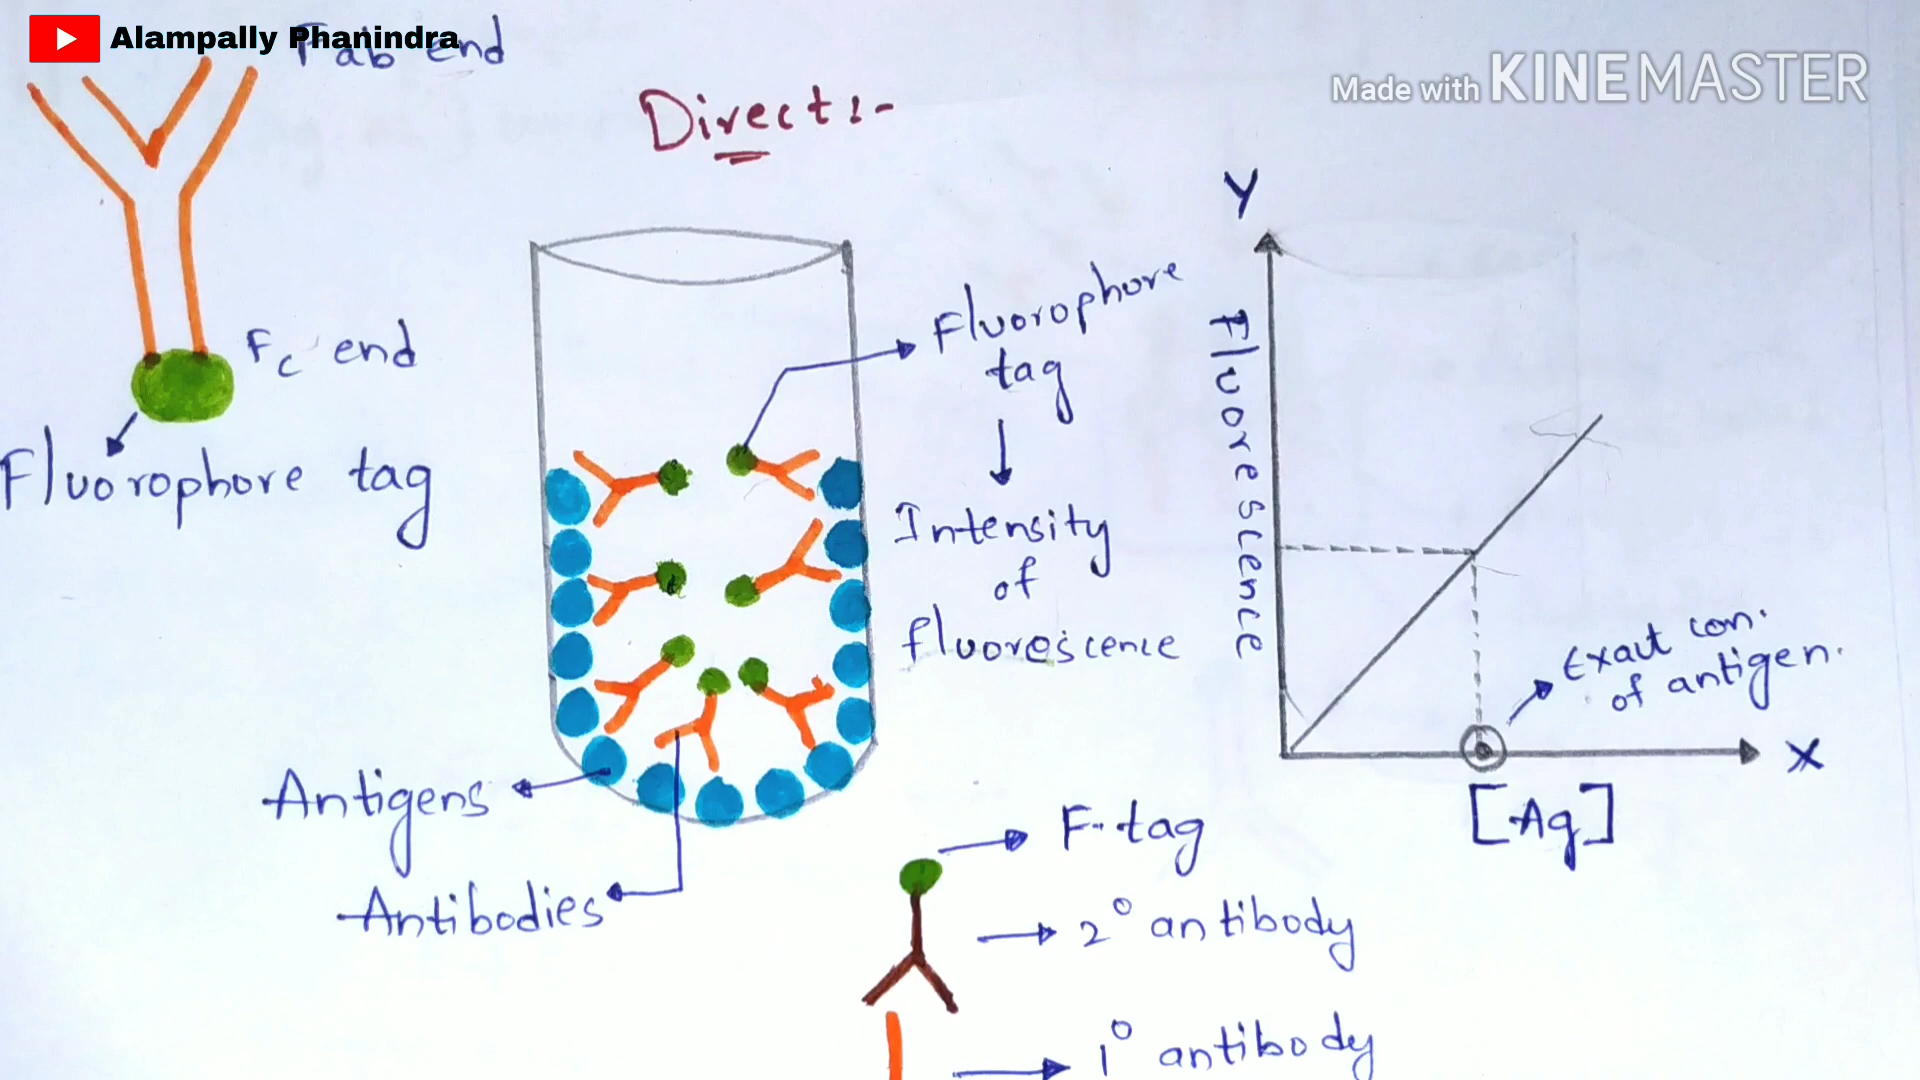 Alampally Phanindra
Fab end
Made with KINEMASTER
Direct :-
Y
Fluorophore
tag
Fc end
Fluorescence
Fluorophore tag
Intensity
of
fluorescence
Exact con.
of antigen.
X
Antigens
[Ag]
F-tag
Antibodies
2° antibody
1° antibody